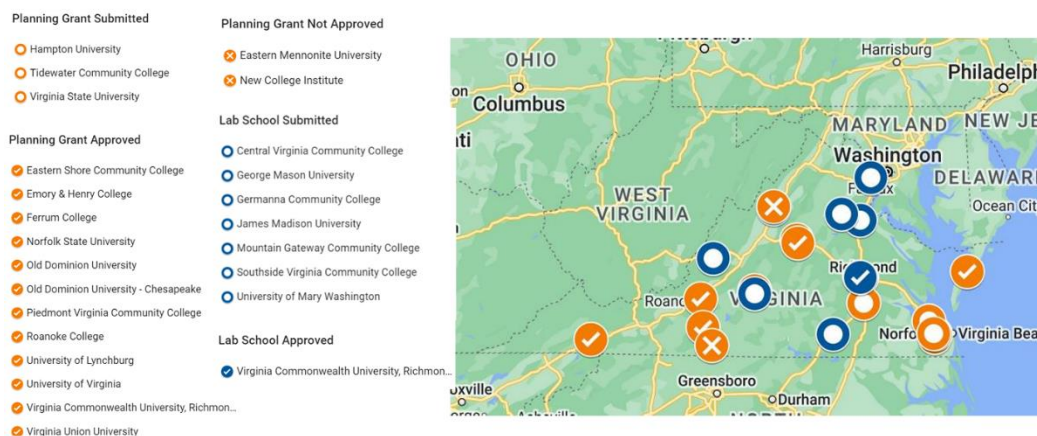 Planning Grant Submitted
Hampton University
Tidewater Community College
Virginia State University
Planning Grant Approved
Eastern Shore Community College
Emory & Henry College
Ferrum College
Norfolk State University
Old Dominion University
Old Dominion University - Chesapeake
Piedmont Virginia Community College
Roanoke College
University of Lynchburg
University of Virginia
Virginia Commonwealth University, Richmon...
Virginia Union University
Planning Grant Not Approved
Eastern Mennonite University
New College Institute
Lab School Submitted
Central Virginia Community College
George Mason University
Germanna Community College
James Madison University
Mountain Gateway Community College
Southside Virginia Community College
University of Mary Washington
Lab School Approved
Virginia Commonwealth University, Richmon...
Harrisburg
OHIO
Philadelph
Columbus
MARYLAND
NEW JE
Washington
DELAWARE
WEST
VIRGINIA
Ocean Cit
VIRGINIA
Norfo
Virginia Bea
Greensboro
Durham